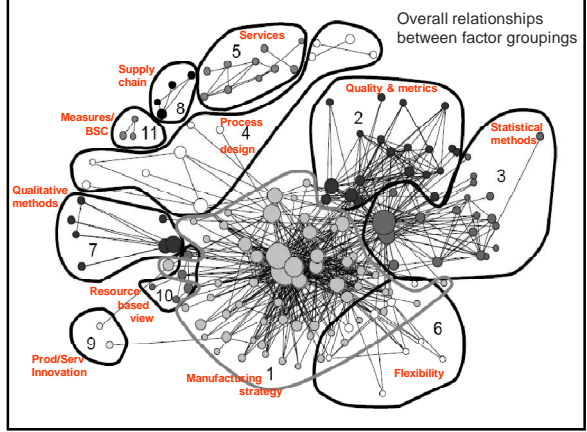 Overall relationships
between factor groupings
Services
5
Supply
chain
8
Measures/
BSC
11
4
Process
design
Quality & metrics
2
Statistical
methods
3
Qualitative
methods
7
Resource
based
view
10
9
Prod/Serv
Innovation
1
Manufacturing
strategy
6
Flexibility